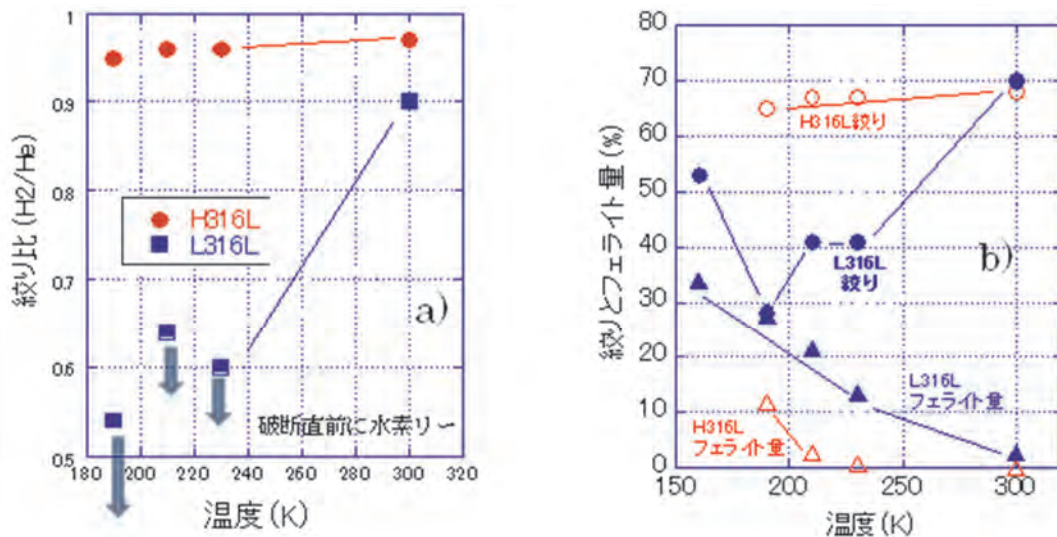 絞り比(H2/He)
1
0.9
0.8
0.7
0.6
0.5
H316L
L316L
a)
破断直前に水素リー
180 200 220 240 260 280 300 320
温度(K)
絞りとフェライト量(%)
80
70
60
50
40
30
20
10
0
H316L絞り
b)
L316L
絞り
L316L
フェライト量
H316L
フェライト量
150 200 250 300
温度(K)